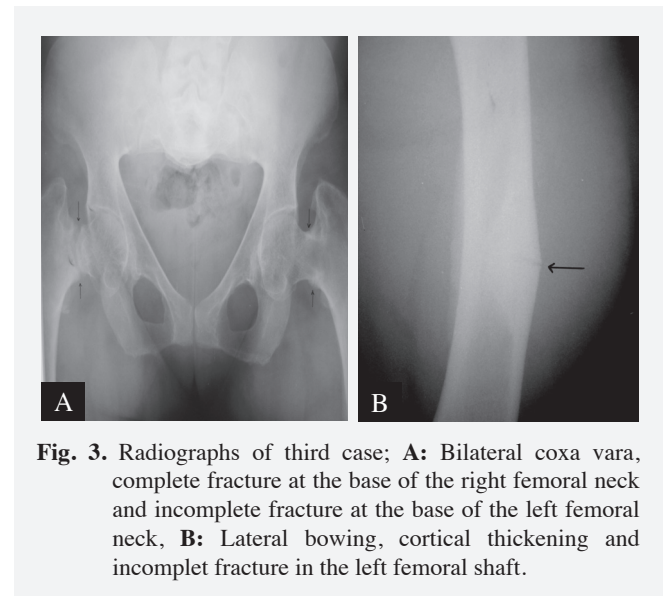 A
B
Fig. 3. Radiographs of third case; A: Bilateral coxa vara,
complete fracture at the base of the right femoral neck
and incomplete fracture at the base of the left femoral
neck, B: Lateral bowing, cortical thickening and
incomplet fracture in the left femoral shaft.